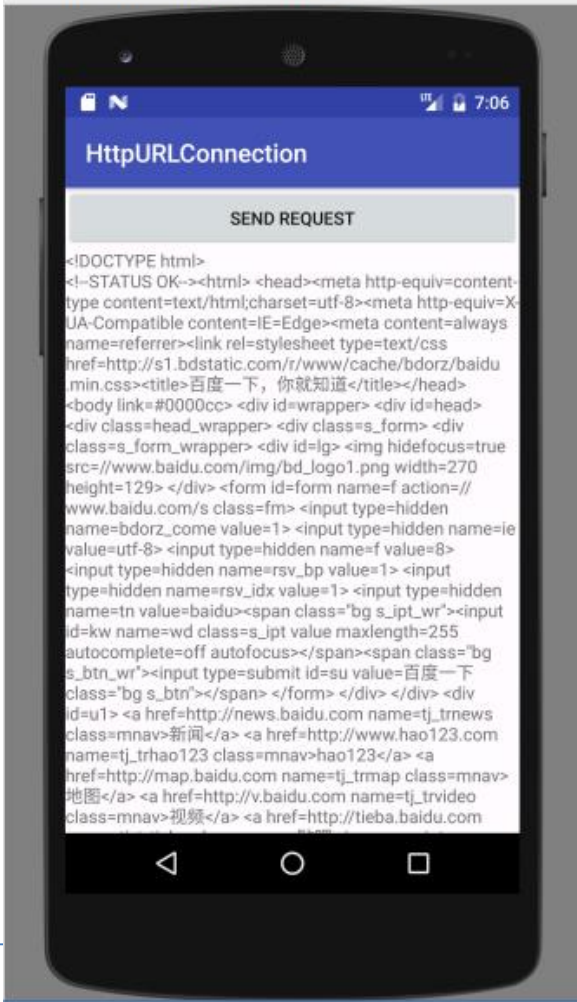 LTE 7:06
HttpURLConnection
SEND REQUEST
<!DOCTYPE html>
<!--STATUS OK--><html> <head><meta http-equiv=content-
type content=text/html;charset=utf-8><meta http-equiv=X-
UA-Compatible content=IE=Edge><meta content=always
name=referrer><link rel=stylesheet type=text/css
href=http://s1.bdstatic.com/r/www/cache/bdorz/baidu
.min.css><title>百度一下，你就知道</title></head>
<body link=#0000cc> <div id=wrapper> <div id=head>
<div class=head_wrapper> <div class=s_form> <div
class=s_form_wrapper> <div id=lg> <img hidefocus=true
src=//www.baidu.com/img/bd_logo1.png width=270
height=129> </div> <form id=form name=f action=//
www.baidu.com/s class=fm> <input type=hidden
name=bdorz_come value=1> <input type=hidden name=ie
value=utf-8> <input type=hidden name=f value=8>
<input type=hidden name=rsv_bp value=1> <input
type=hidden name=rsv_idx value=1> <input type=hidden
name=tn value=baidu><span class="bg s_ipt_wr"><input
id=kw name=wd class=s_ipt value maxlength=255
autocomplete=off autofocus></span><span class="bg
s_btn_wr"><input type=submit id=su value=百度一下
class="bg s_btn"></span> </form> </div> </div> <div
id=u1> <a href=http://news.baidu.com name=tj_trnews
class=mnav>新闻</a> <a href=http://www.hao123.com
name=tj_trhao123 class=mnav>hao123</a> <a
href=http://map.baidu.com name=tj_trmap class=mnav>
地图</a> <a href=http://v.baidu.com name=tj_trvideo
class=mnav>视频</a> <a href=http://tieba.baidu.com